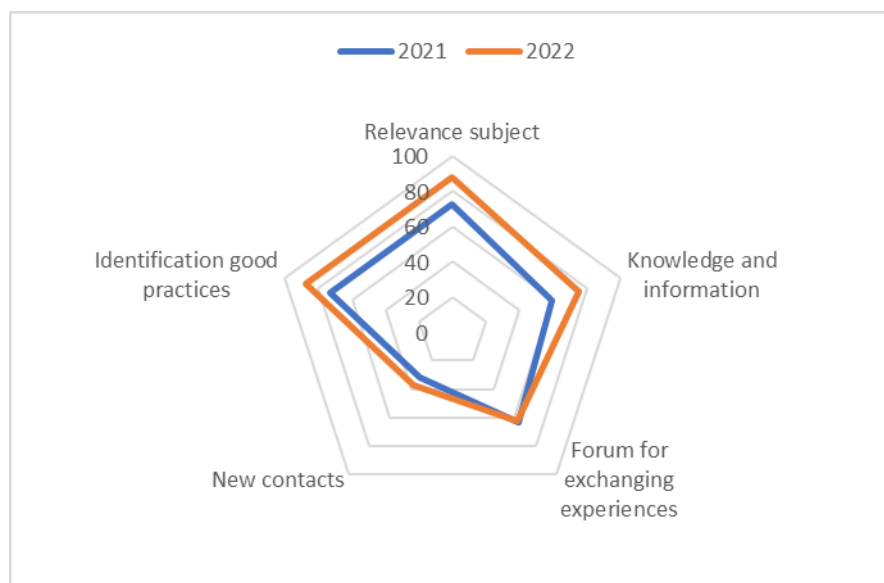 2021 2022
Relevance subject
100
80
60
40
20
0
Identification good
practices
Knowledge and
information
New contacts
Forum for
exchanging
experiences